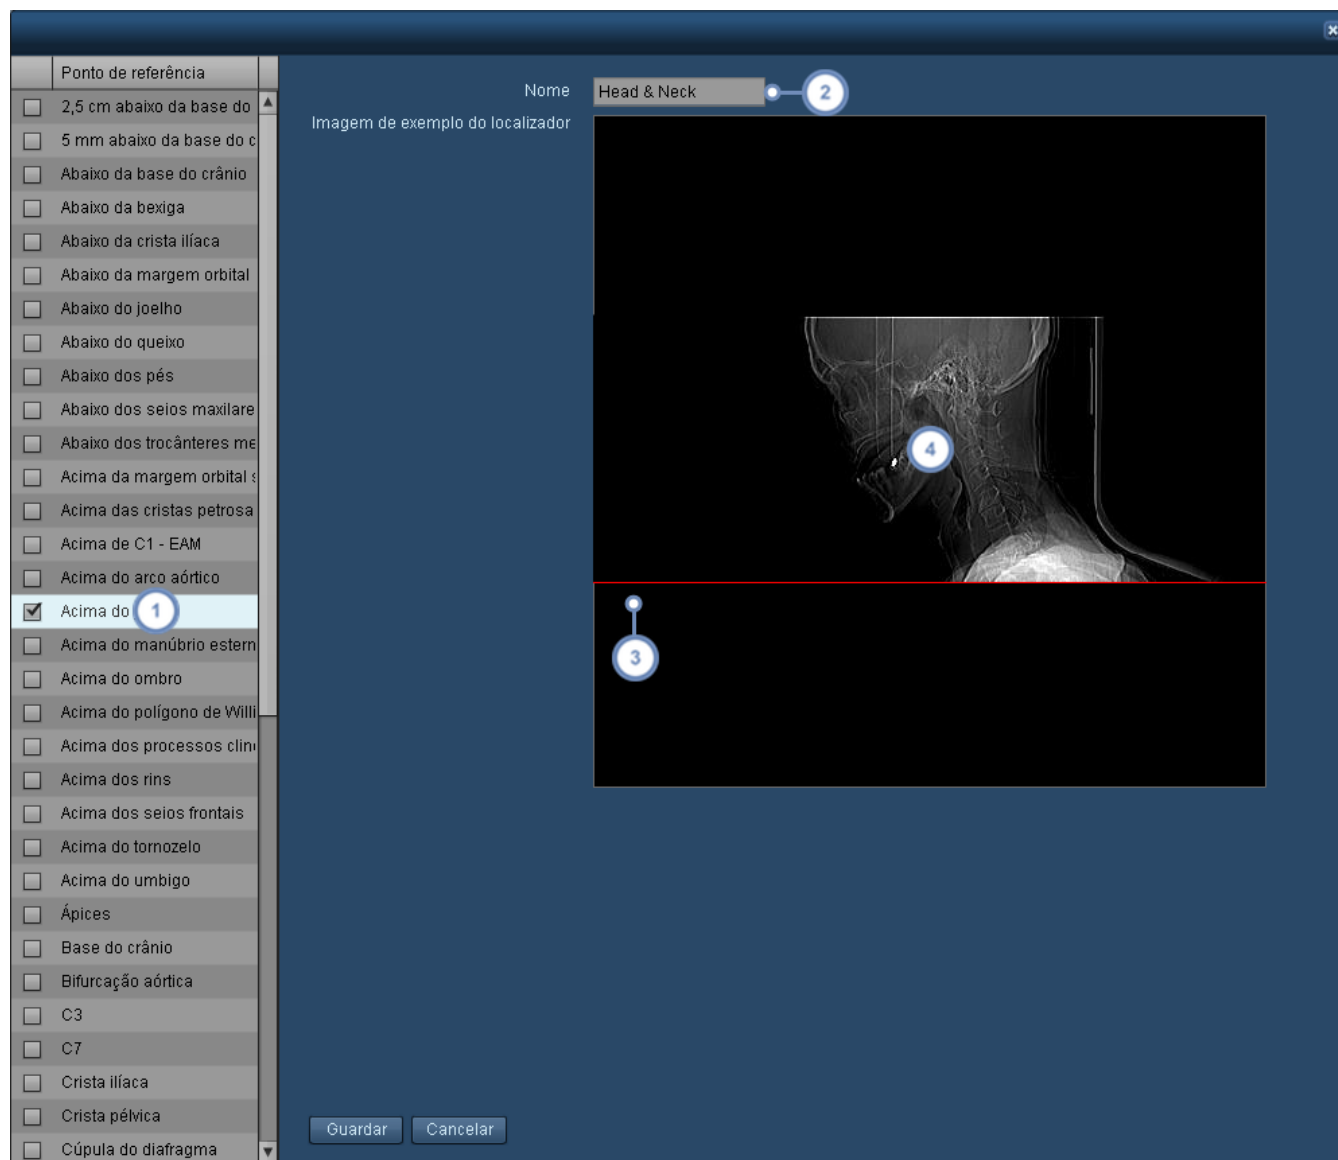 Ponto de referência
2,5 cm abaixo da base do
5 mm abaixo da base do c
Abaixo da base do crânio
Abaixo da bexiga
Abaixo da crista ilíaca
Abaixo da margem orbital
Abaixo do joelho
Abaixo do queixo
Abaixo dos pés
Abaixo dos seios maxilare
Abaixo dos trocânteres me
Acima da margem orbital s
Acima das cristas petrosa
Acima de C1 - EAM
Acima do arco aórtico
Acima do 1
Acima do manúbrio estern
Acima do ombro
Acima do polígono de Willi
Acima dos processos clin
Acima dos rins
Acima dos seios frontais
Acima do tornozelo
Acima do umbigo
Ápices
Base do crânio
Bifurcação aórtica
C3
C7
Crista ilíaca
Crista pélvica
Cúpula do diafragma
Nome Head & Neck 2
Imagem de exemplo do localizador
4
3
Guardar Cancelar